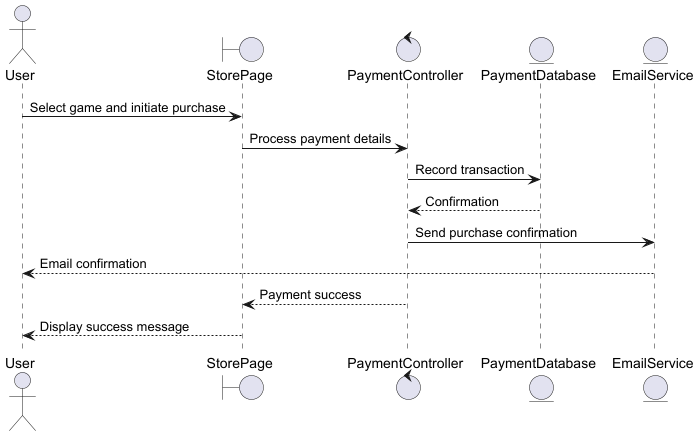 User
StorePage
PaymentController
PaymentDatabase
EmailService
Select game and initiate purchase
Process payment details
Record transaction
Confirmation
Send purchase confirmation
Email confirmation
Payment success
Display success message
User
StorePage
PaymentController
PaymentDatabase
EmailService